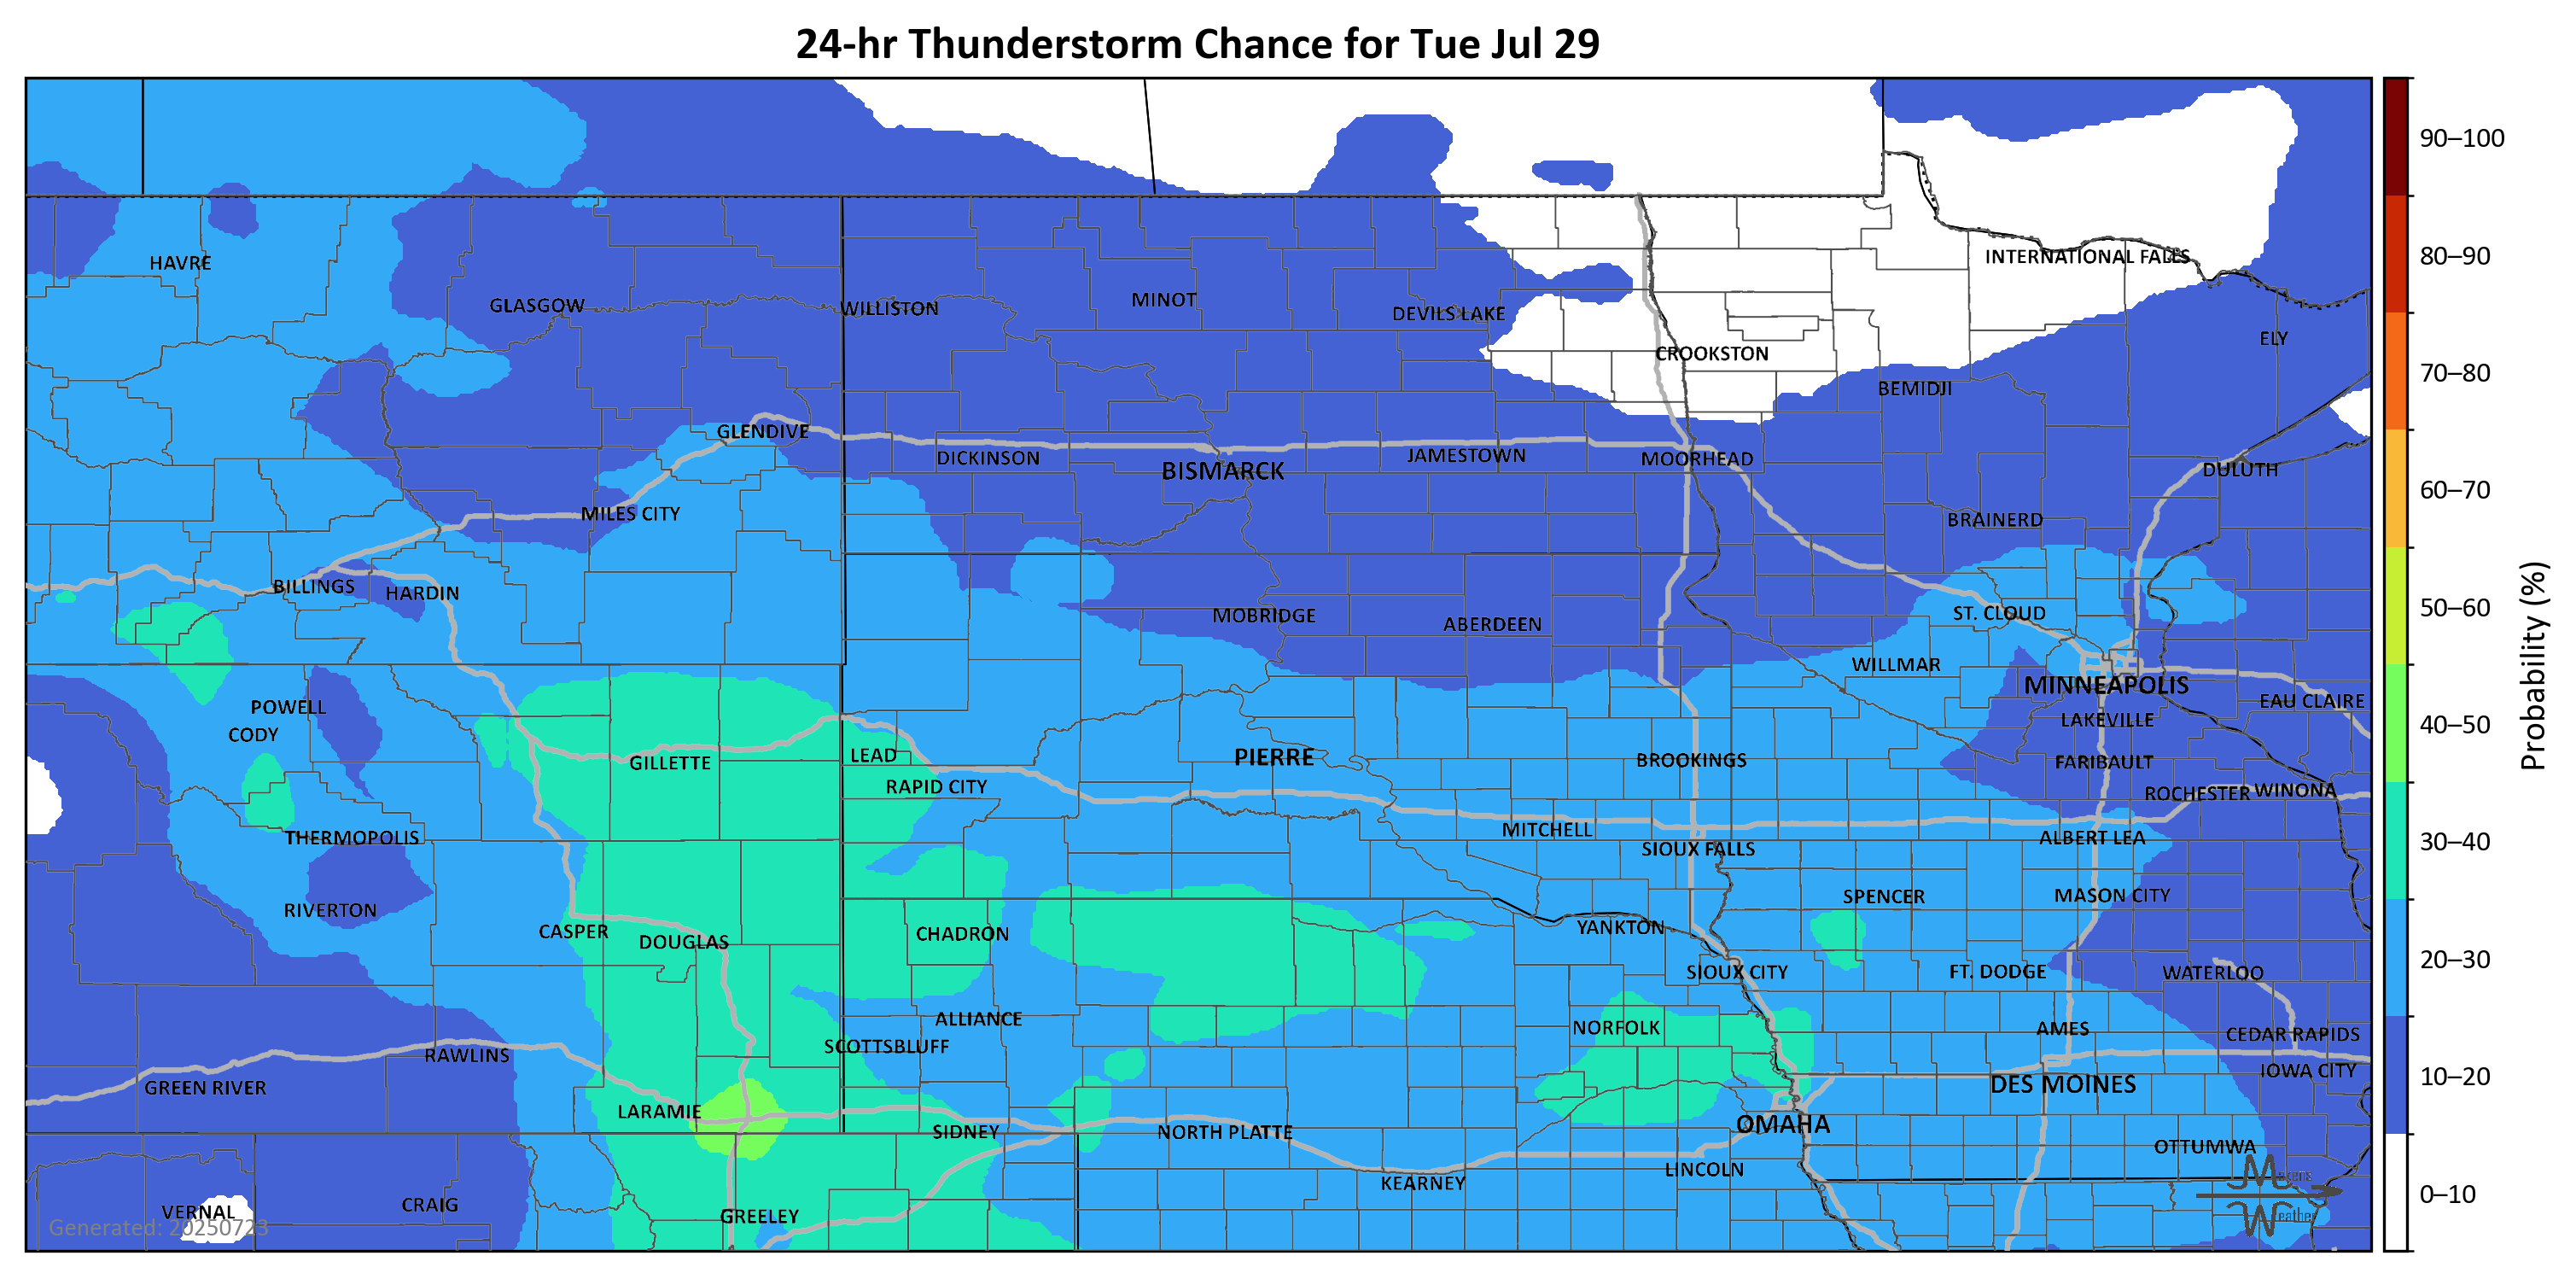 24-hr Thunderstorm Chance for Tue Jul 29
90–100
80–90
70–80
60–70
50–60
40–50
30–40
20–30
10–20
0–10
Probability (%)
HAVRE
INTERNATIONAL FALLS
GLASGOW
WILLISTON
MINOT
DEVILS LAKE
ELY
CROOKSTON
BEMIDJI
GLENDIVE
DICKINSON
BISMARCK
JAMESTOWN
MOORHEAD
DULUTH
MILES CITY
BRAINERD
BILLINGS
HARDIN
MOBRIDGE
ABERDEEN
ST. CLOUD
WILLMAR
MINNEAPOLIS
POWELL
EAU CLAIRE
CODY
LAKEVILLE
GILLETTE
LEAD
PIERRE
BROOKINGS
FARIBAULT
RAPID CITY
ROCHESTER
WINONA
THERMOPOLIS
MITCHELL
ALBERT LEA
SIOUX FALLS
RIVERTON
SPENCER
MASON CITY
CASPER
DOUGLAS
CHADRON
YANKTON
SIOUX CITY
FT. DODGE
WATERLOO
ALLIANCE
NORFOLK
AMES
CEDAR RAPIDS
RAWLINS
SCOTTSBLUFF
IOWA CITY
GREEN RIVER
DES MOINES
LARAMIE
SIDNEY
NORTH PLATTE
OMAHA
OTTUMWA
LINCOLN
KEARNEY
VERNAL
CRAIG
GREELEY
Makens
Weather
Generated: 20250723